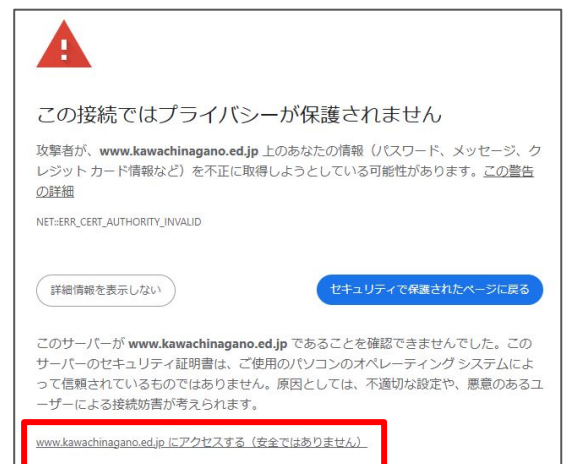 この接続ではプライバシーが保護されません
攻撃者が、www.kawachinagano.ed.jp 上のあなたの情報（パスワード、メッセージ、ク
レジット カード情報など）を不正に取得しようとしている可能性があります。この警告
の詳細
NET::ERR_CERT_AUTHORITY_INVALID
詳細情報を表示しない
セキュリティで保護されたページに戻る
このサーバーが www.kawachinagano.ed.jp であることを確認できませんでした。この
サーバーのセキュリティ証明書は、ご使用のパソコンのオペレーティング システムによ
って信頼されているものではありません。原因としては、不適切な設定や、悪意のあるユ
ーザーによる接続妨害が考えられます。
www.kawachinagano.ed.jp にアクセスする（安全ではありません）